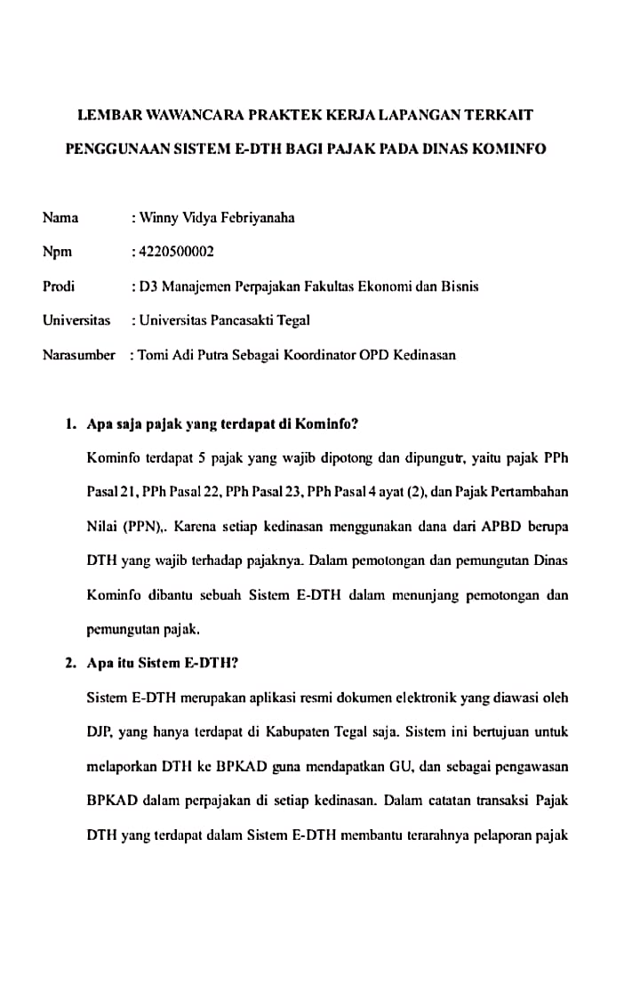 LEMBAR WAWANCARA PRAKTEK KERJA LAPANGAN TERKAIT
PENGGUNAAN SISTEM E-DTH BAGI PAJAK PADA DINAS KOMINFO
Nama : Winny Vidya Febriyanaha
Npm : 4220500002
Prodi : D3 Manajemen Perpajakan Fakultas Ekonomi dan Bisnis
Universitas : Universitas Pancasakti Tegal
Narasumber : Tomi Adi Putra Sebagai Koordinator OPD Kedinasan
1. Apa saja pajak yang terdapat di Kominfo?
Kominfo terdapat 5 pajak yang wajib dipotong dan dipungutr, yaitu pajak PPh
Pasal 21, PPh Pasal 22, PPh Pasal 23, PPh Pasal 4 ayat (2), dan Pajak Pertambahan
Nilai (PPN),. Karena setiap kedinasan menggunakan dana dari APBD berupa
DTH yang wajib terhadap pajaknya. Dalam pemotongan dan pemungutan Dinas
Kominfo dibantu sebuah Sistem E-DTH dalam menunjang pemotongan dan
pemungutan pajak.
2. Apa itu Sistem E-DTH?
Sistem E-DTH merupakan aplikasi resmi dokumen elektronik yang diawasi oleh
DJP, yang hanya terdapat di Kabupaten Tegal saja. Sistem ini bertujuan untuk
melaporkan DTH ke BPKAD guna mendapatkan GU, dan sebagai pengawasan
BPKAD dalam perpajakan di setiap kedinasan. Dalam catatan transaksi Pajak
DTH yang terdapat dalam Sistem E-DTH membantu terarahnya pelaporan pajak